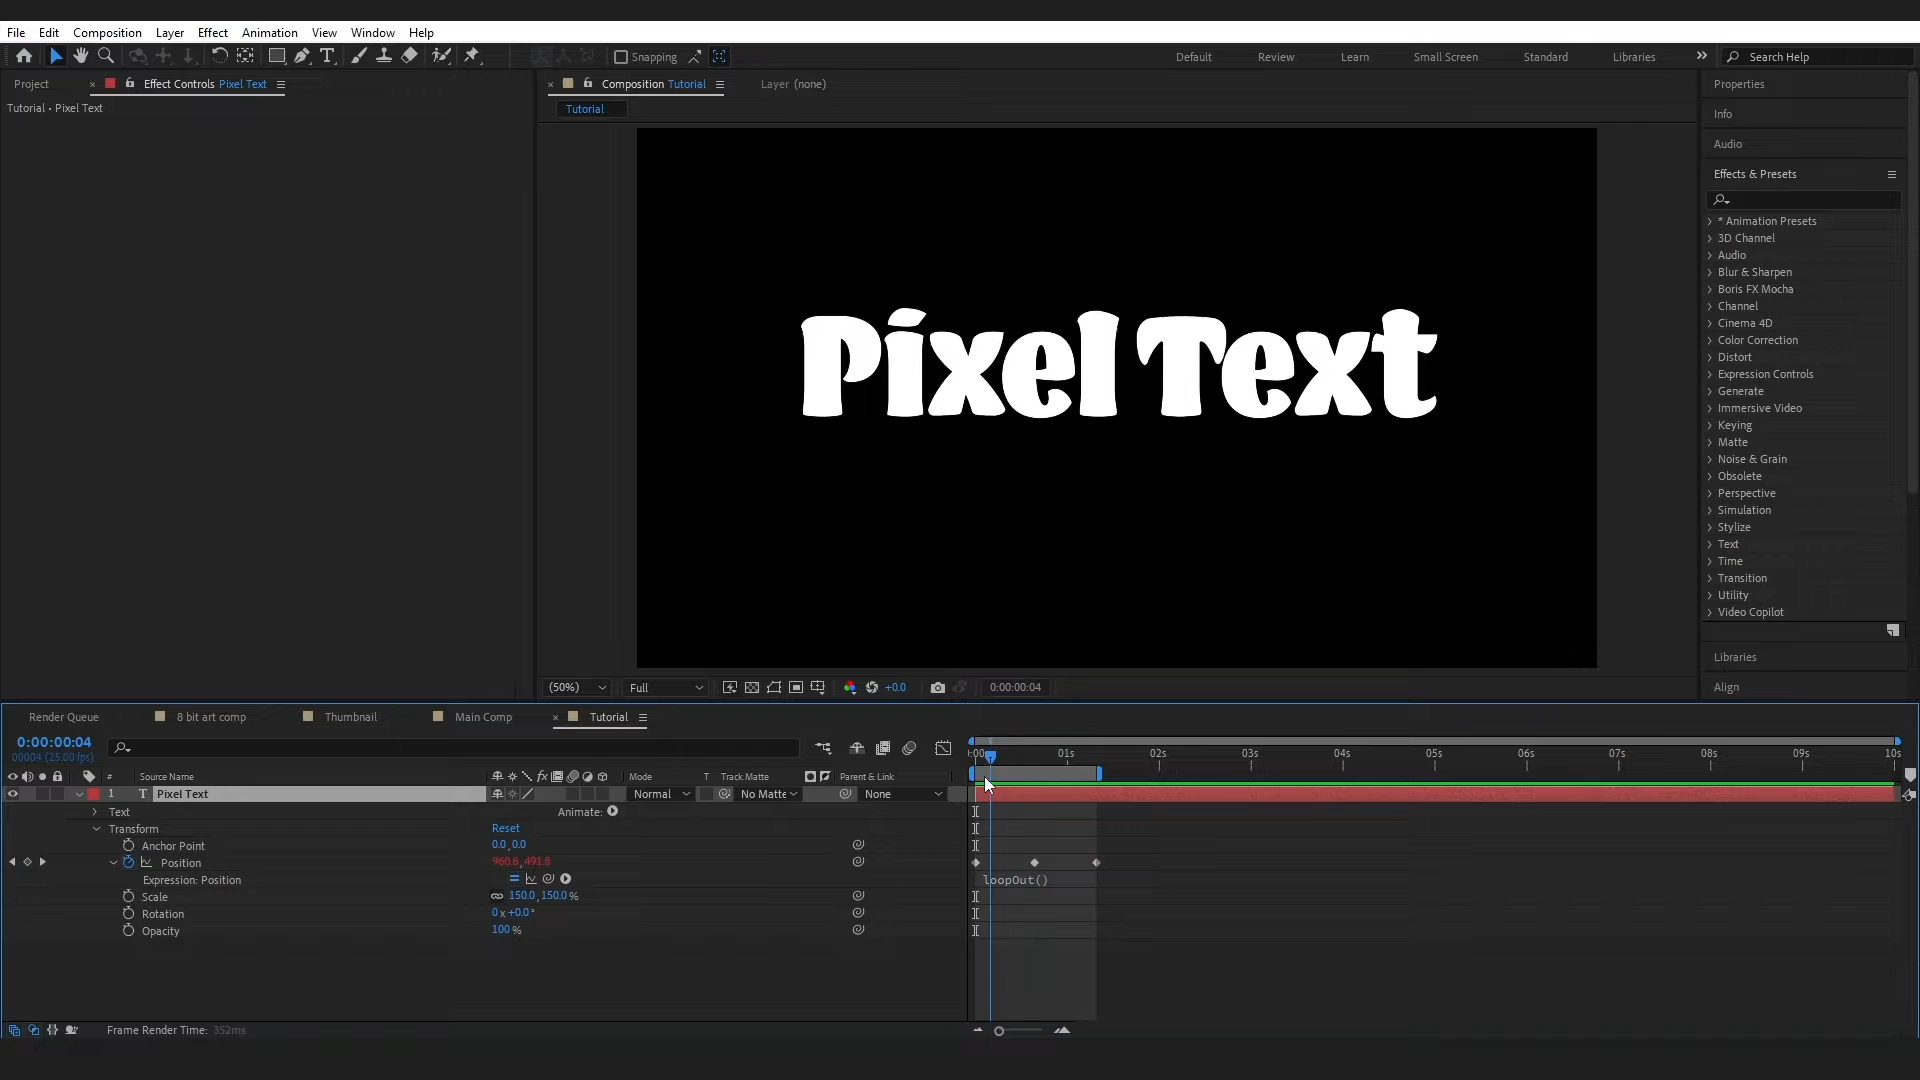 File Edit Composition Layer Effect Animation View Window Help
Snapping Default Review Learn Small Screen Standard Libraries Search Help
Project Effect Controls Pixel Text
Composition Tutorial Layer (none)
Properties
Tutorial • Pixel Text
Tutorial
Info
Audio
Effects & Presets
* Animation Presets
3D Channel
Audio
Blur & Sharpen
Boris FX Mocha
Channel
Cinema 4D
Color Correction
Distort
Expression Controls
Generate
Immersive Video
Keying
Matte
Noise & Grain
Obsolete
Perspective
Simulation
Stylize
Text
Time
Transition
Utility
Video Copilot
Libraries
Align
Pixel Text
(50%) Full +0.0 0:00:00:04
Render Queue 8 bit art comp Thumbnail Main Comp Tutorial
0:00:00:04
00004 (25.00 fps)
:00s 01s 02s 03s 04s 05s 06s 07s 08s 09s 10s
# Source Name fx Mode T Track Matte Parent & Link
1 T Pixel Text Normal No Matte None
Text Animate:
Transform Reset
Anchor Point 0.0,0.0
Position 960.6,491.8
Expression: Position loopOut()
Scale 150.0,150.0%
Rotation 0x+0.0°
Opacity 100%
Frame Render Time: 352ms